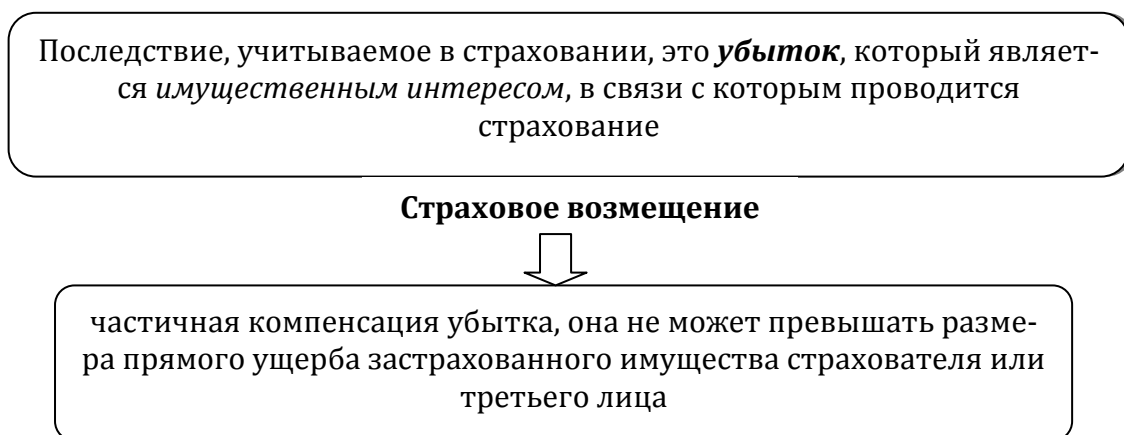 Последствие, учитываемое в страховании, это убыток, который являет-
ся имущественным интересом, в связи с которым проводится
страхование
Страховое возмещение
частичная компенсация убытка, она не может превышать разме-
ра прямого ущерба застрахованного имущества страхователя или
третьего лица